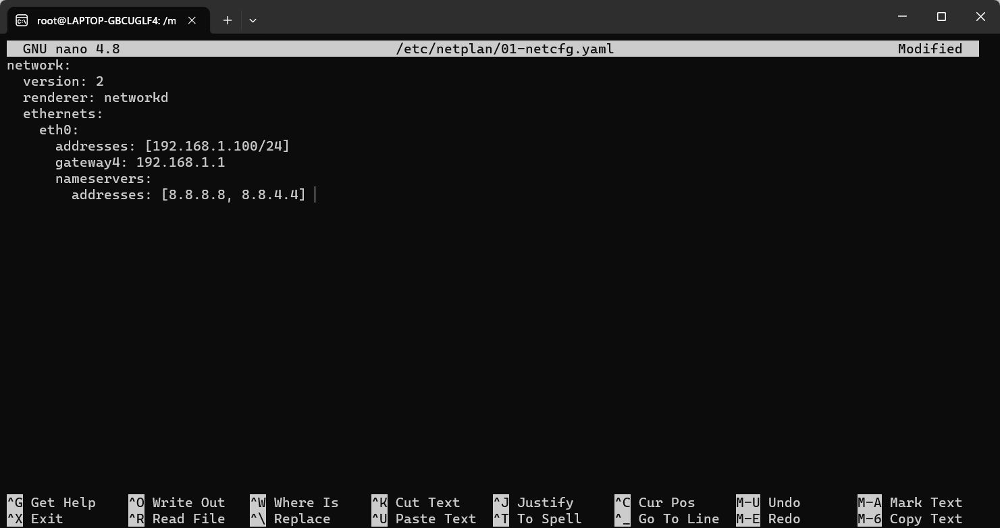 root@LAPTOP-GBCUGLF4: /m
GNU nano 4.8 /etc/netplan/01-netcfg.yaml Modified
network:
  version: 2
  renderer: networkd
  ethernets:
    eth0:
      addresses: [192.168.1.100/24]
      gateway4: 192.168.1.1
      nameservers:
        addresses: [8.8.8.8, 8.8.4.4]
^G Get Help ^O Write Out ^W Where Is ^K Cut Text ^J Justify ^C Cur Pos M-U Undo M-A Mark Text
^X Exit ^R Read File ^\ Replace ^U Paste Text ^T To Spell ^_ Go To Line M-E Redo M-6 Copy Text